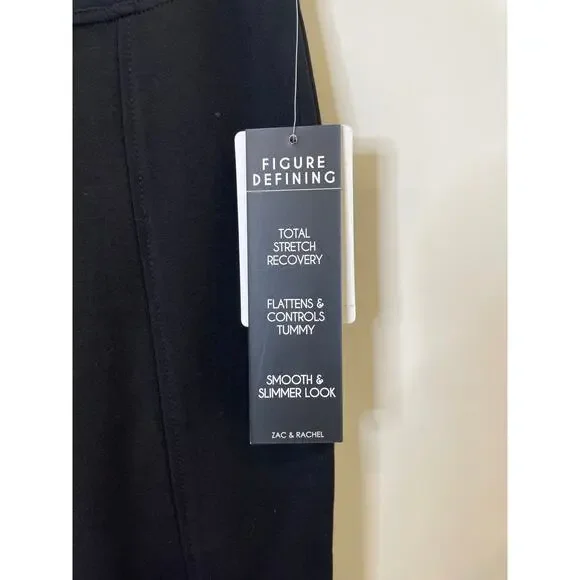 FIGURE
DEFINING
TOTAL
STRETCH
RECOVERY
FLATTENS &
CONTROLS
TUMMY
SMOOTH &
SLIMMER LOOK
ZAC & RACHEL